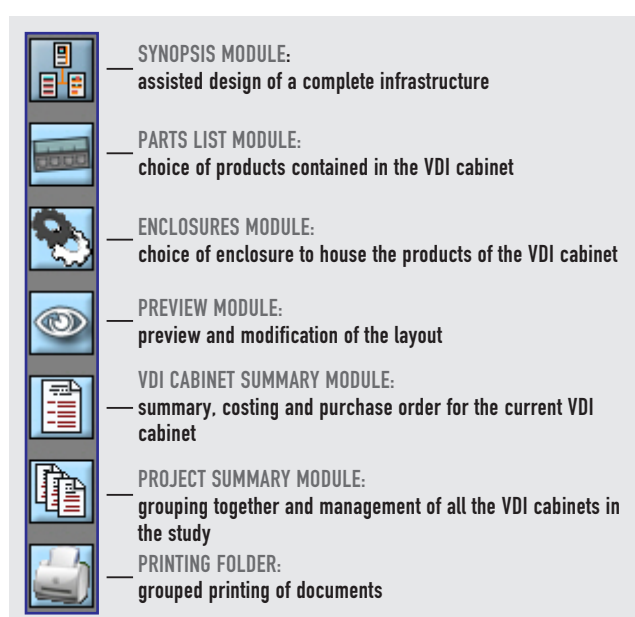 SYNOPSIS MODULE:
assisted design of a complete infrastructure
PARTS LIST MODULE:
choice of products contained in the VDI cabinet
ENCLOSURES MODULE:
choice of enclosure to house the products of the VDI cabinet
PREVIEW MODULE:
preview and modification of the layout
VDI CABINET SUMMARY MODULE:
summary, costing and purchase order for the current VDI
cabinet
PROJECT SUMMARY MODULE:
grouping together and management of all the VDI cabinets in
the study
PRINTING FOLDER:
grouped printing of documents